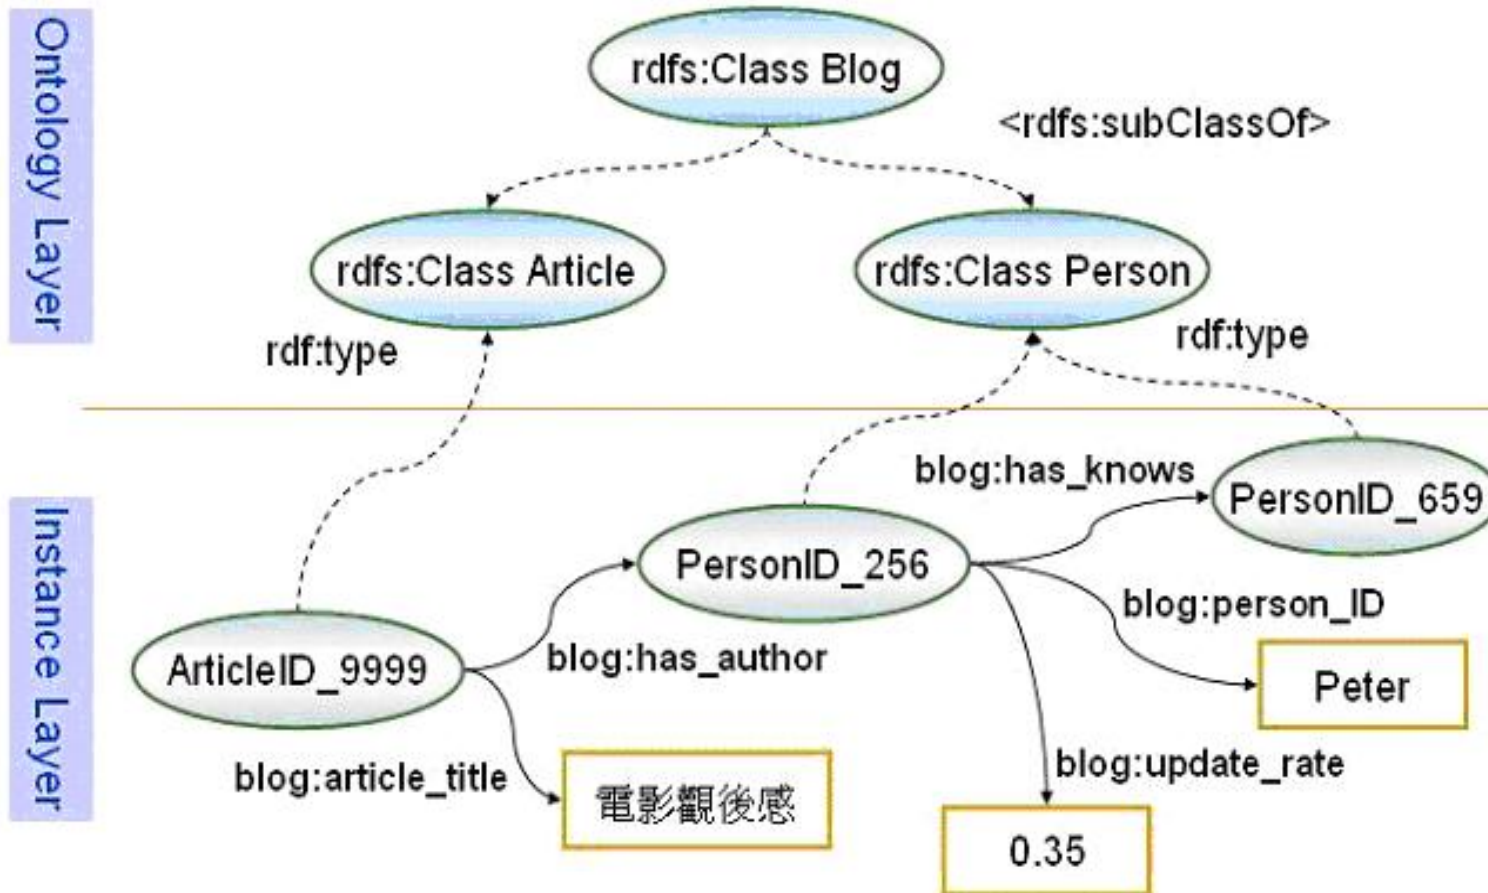 Ontology Layer
rdfs:Class Blog
<rdfs:subClassOf>
rdfs:Class Article
rdfs:Class Person
rdf:type
rdf:type
Instance Layer
blog:has_knows
PersonID_659
PersonID_256
blog:person_ID
ArticleID_9999
blog:has_author
Peter
blog:article_title
blog:update_rate
電影觀後感
0.35